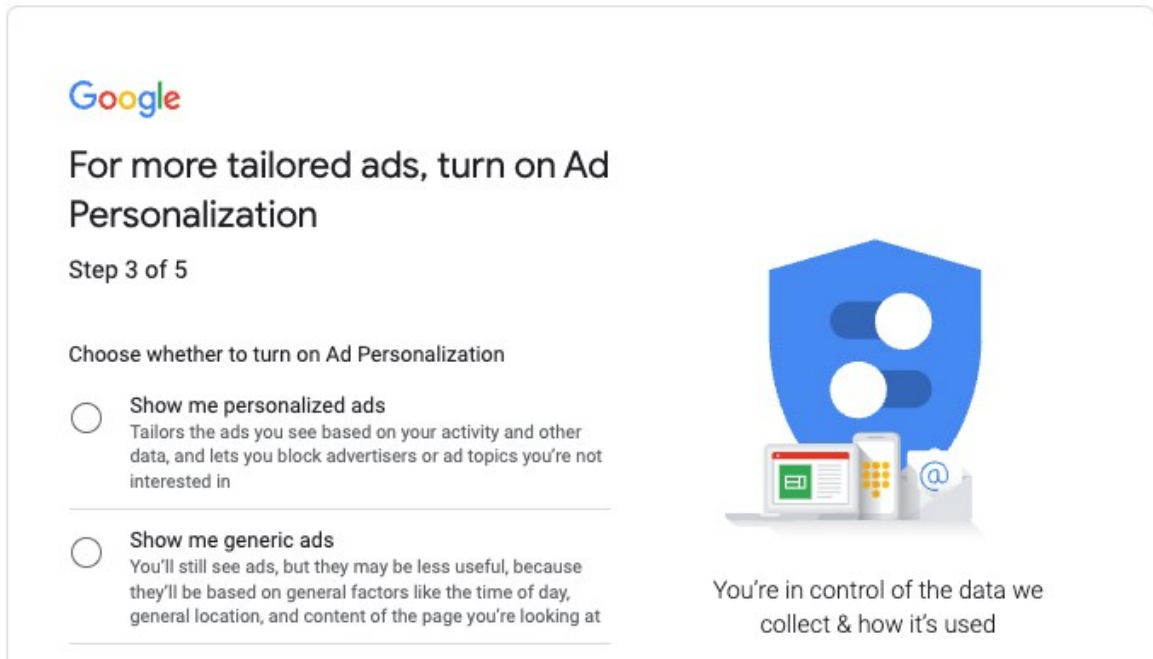 Google
For more tailored ads, turn on Ad
Personalization
Step 3 of 5
Choose whether to turn on Ad Personalization
Show me personalized ads
Tailors the ads you see based on your activity and other
data, and lets you block advertisers or ad topics you're not
interested in
Show me generic ads
You'll still see ads, but they may be less useful, because
they'll be based on general factors like the time of day,
general location, and content of the page you're looking at
@
You're in control of the data we
collect & how it's used